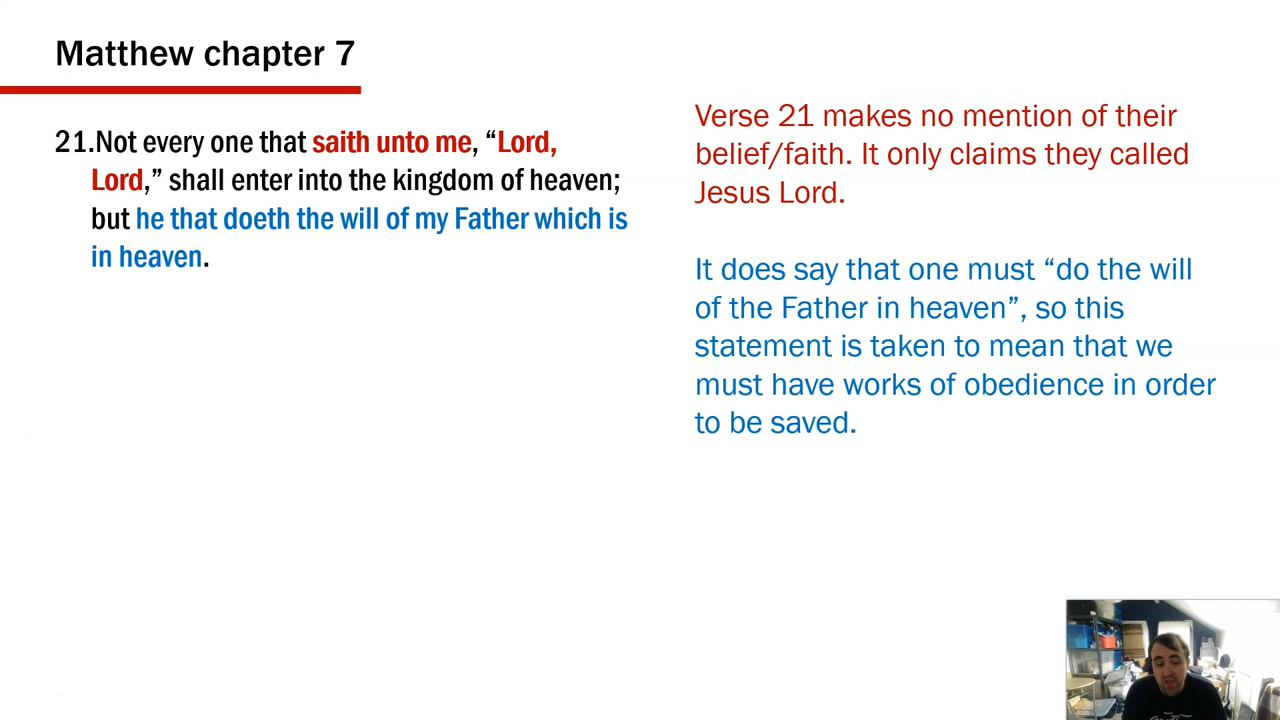 Matthew chapter 7
21.Not every one that saith unto me, “Lord,
Lord,” shall enter into the kingdom of heaven;
but he that doeth the will of my Father which is
in heaven.
Verse 21 makes no mention of their
belief/faith. It only claims they called
Jesus Lord.
It does say that one must “do the will
of the Father in heaven”, so this
statement is taken to mean that we
must have works of obedience in order
to be saved.